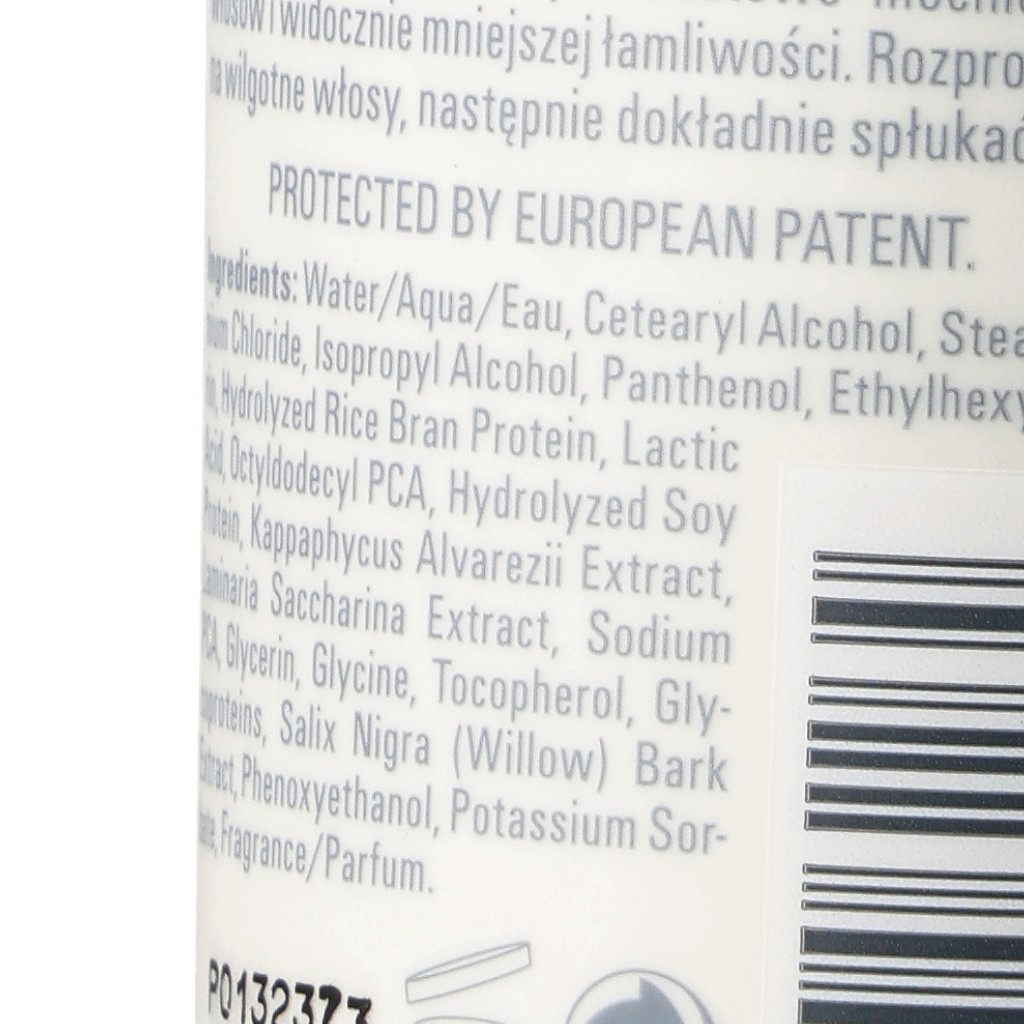 włosów i widocznie mniejszej łamliwości. Rozpro
na wilgotne włosy, następnie dokładnie spłukać
PROTECTED BY EUROPEAN PATENT.
Ingredients: Water/Aqua/Eau, Cetearyl Alcohol, Stea
Chloride, Isopropyl Alcohol, Panthenol, Ethylhexy
Hydrolyzed Rice Bran Protein, Lactic
Acid, Octyldodecyl PCA, Hydrolyzed Soy
Protein, Kappaphycus Alvarezii Extract,
Laminaria Saccharina Extract, Sodium
PCA, Glycerin, Glycine, Tocopherol, Gly-
coproteins, Salix Nigra (Willow) Bark
Extract, Phenoxyethanol, Potassium Sor-
Fragrance/Parfum.